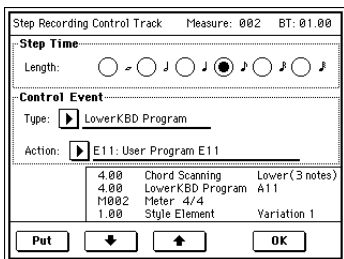 Step Recording Control Track Measure: 002 BT: 01.00
Step Time
Length:
Control Event
Type: LowerKBD Program
Action: E11: User Program E11
4.00 Chord Scanning Lower(3 notes)
4.00 LowerKBD Program A11
M002 Meter 4/4
1.00 Style Element Variation 1
Put OK